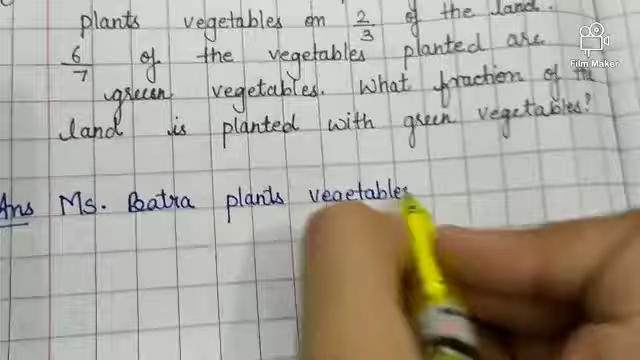 plants vegetables on 2/3 of the land.
6/7 of the vegetables planted are
green vegetables. What fraction of the
land is planted with green vegetables?
Ans Ms. Batra plants vegetables
Film Maker